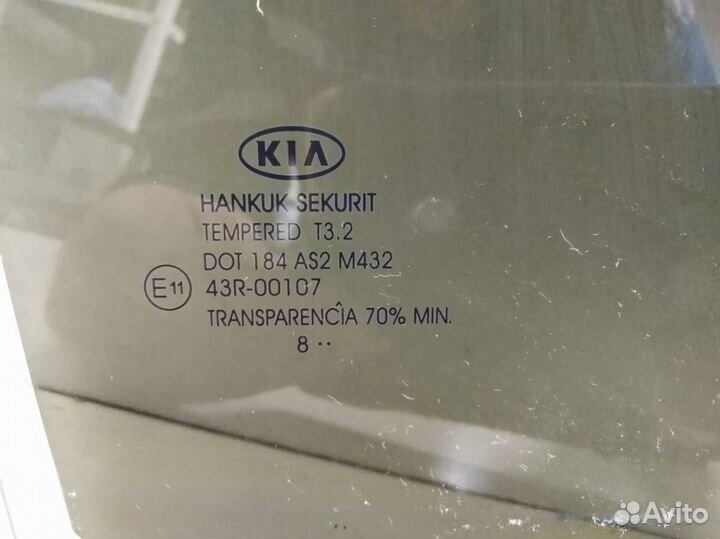 KIA
HANKUK SEKURIT
TEMPERED T3.2
DOT 184 AS2 M432
E11 43R-00107
TRANSPARENCÎA 70% MIN.
8 ··
Avito